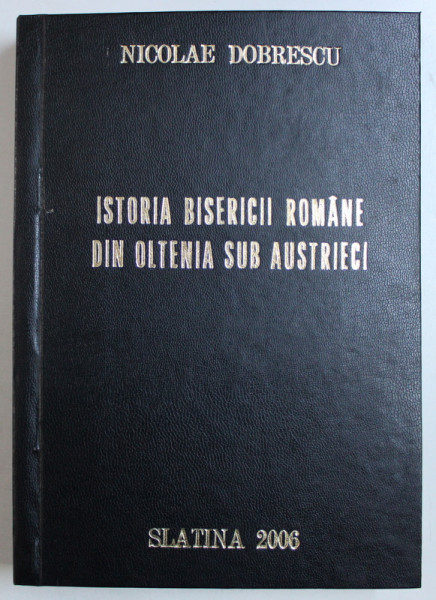 NICOLAE DOBRESCU
ISTORIA BISERICII ROMÂNE
DIN OLTENIA SUB AUSTRIECI
SLATINA 2006